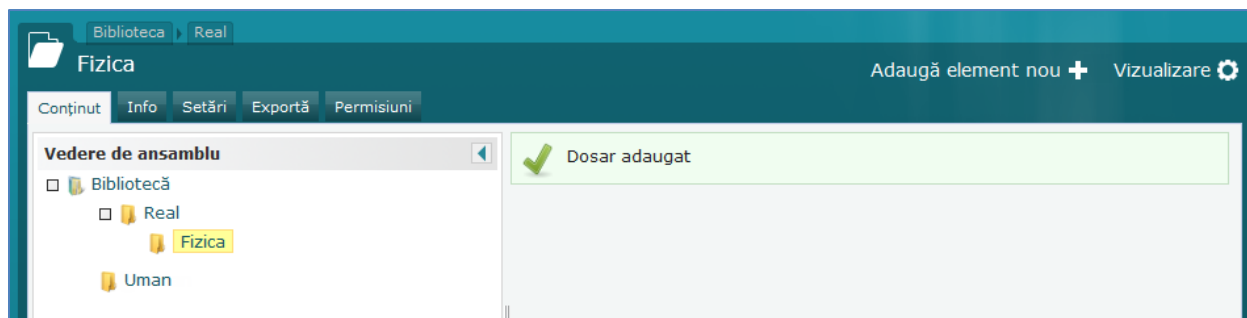 Biblioteca Real
Fizica
Adaugă element nou Vizualizare
Conținut Info Setări Exportă Permisiuni
Vedere de ansamblu
Dosar adaugat
Bibliotecă
Real
Fizica
Uman